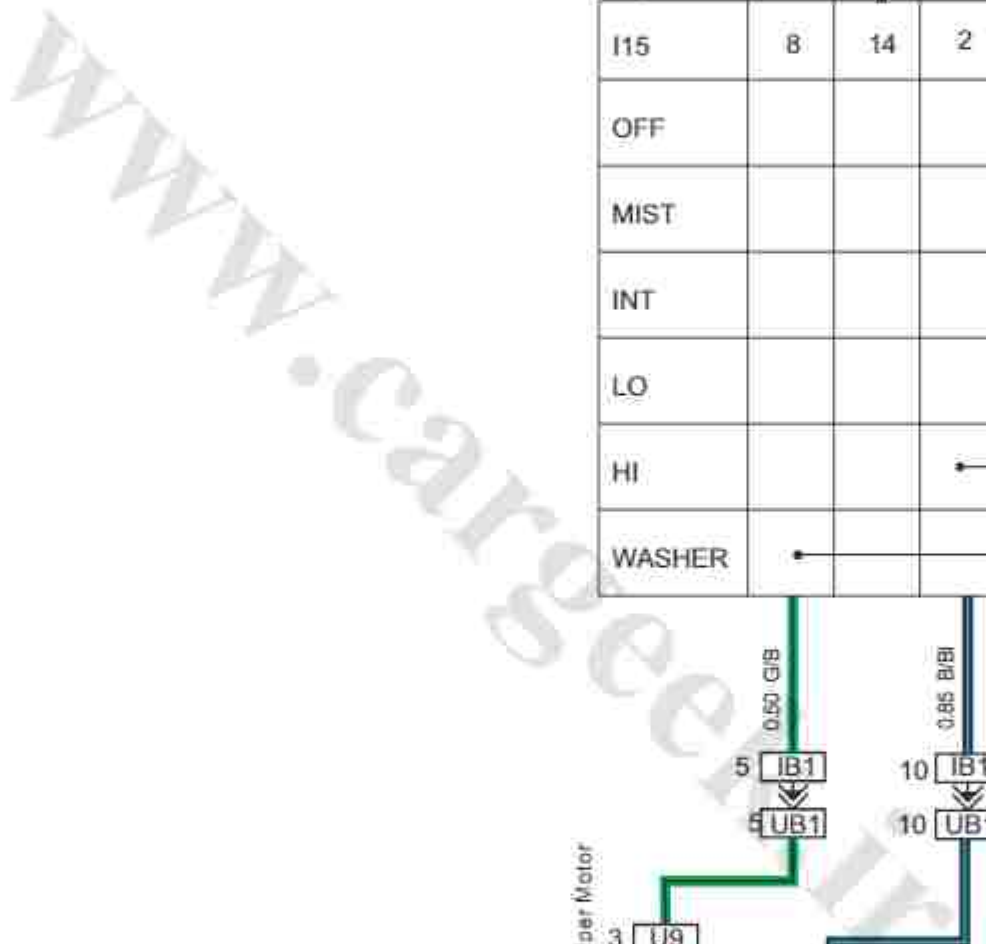 I15 8 14 2
OFF
MIST
INT
LO
HI
WASHER
0.50 G/B
0.85 B/Bl
5 IB1
10 IB1
5 UB1
10 UB1
per Motor
3 U9
www.cargeek.ir